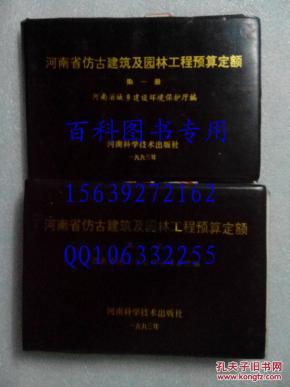 河南省仿古建筑及园林工程预算定额
第一册
河南省城乡建设环境保护厅编
百科图书专用
河南科学技术出版社
一九九三年
15639272162
河南省仿古建筑及园林工程预算定额
QQ106332255
河南科学技术出版社
一九九三年